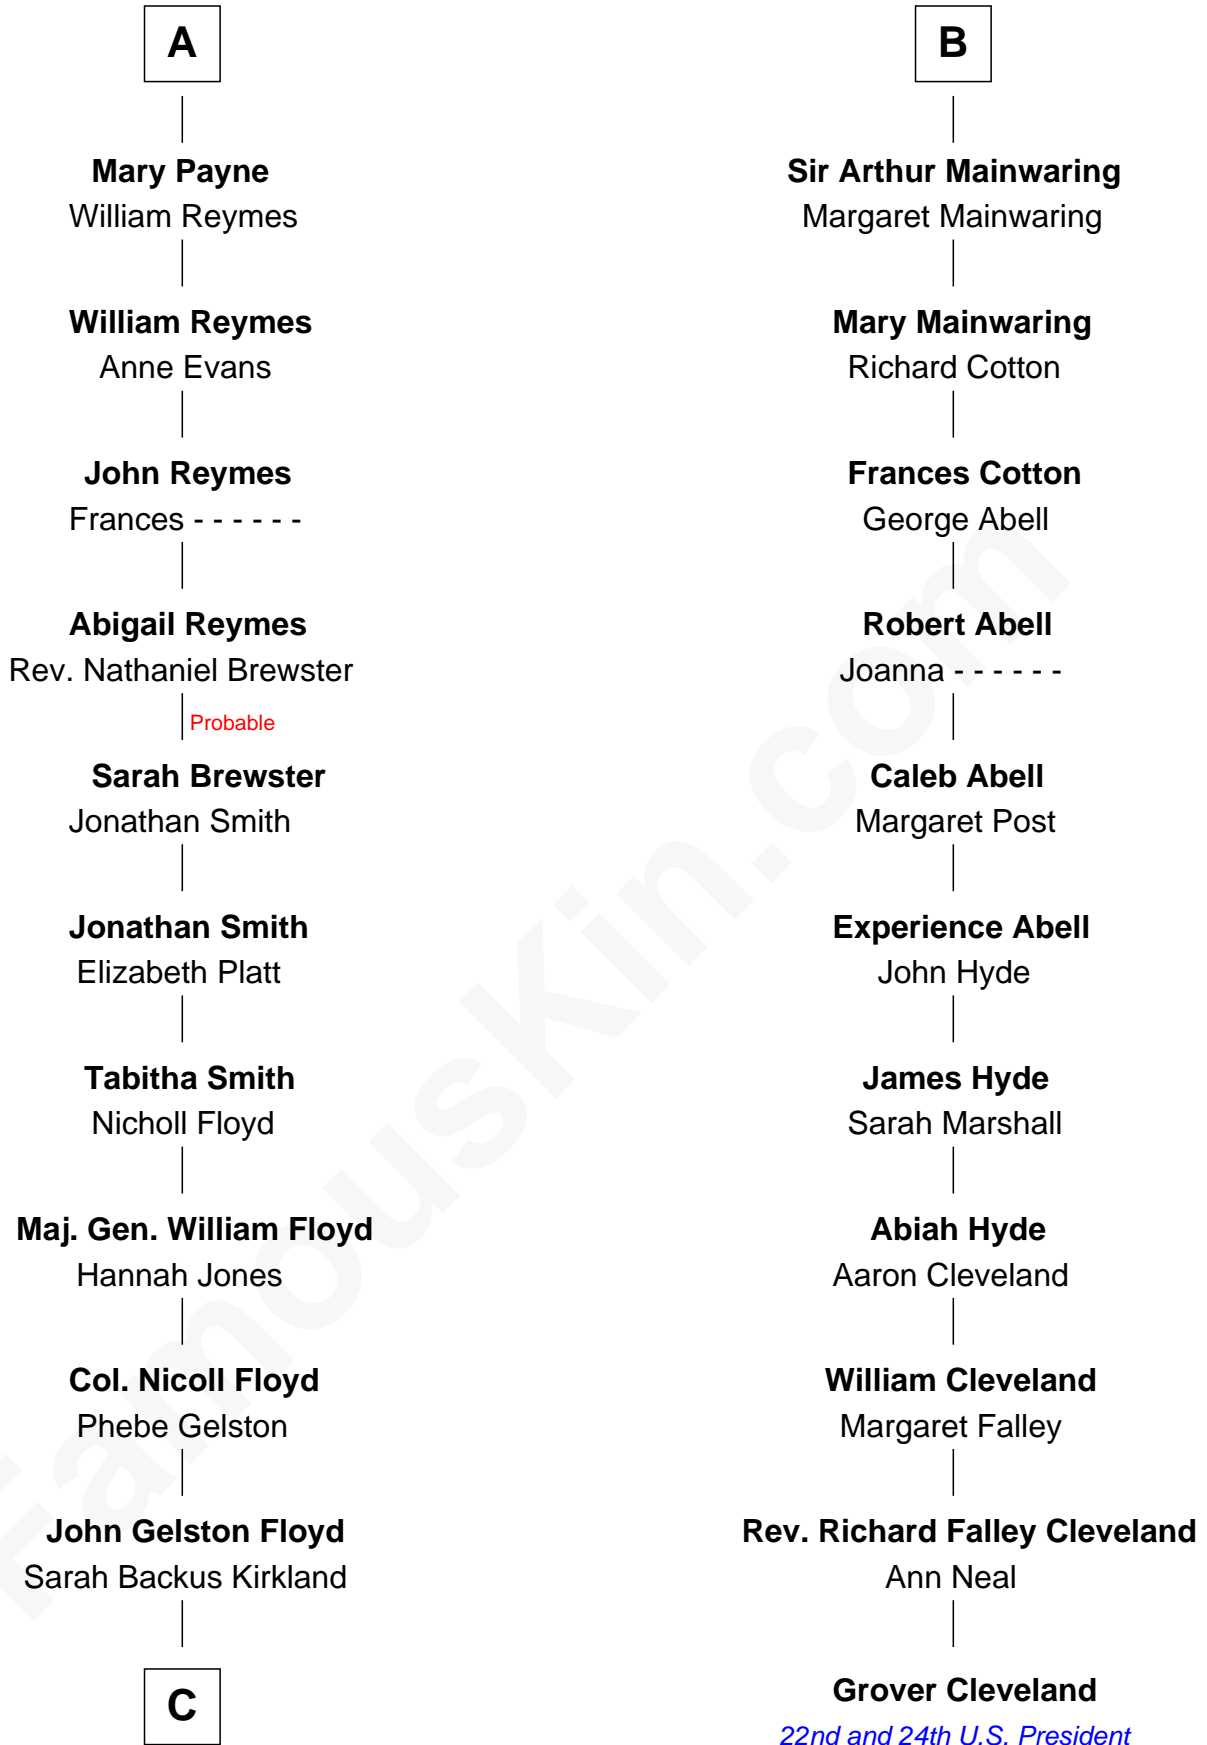 A
Mary Payne
William Reymes
William Reymes
Anne Evans
John Reymes
Frances - - - - - -
Abigail Reymes
Rev. Nathaniel Brewster
Probable
Sarah Brewster
Jonathan Smith
Jonathan Smith
Elizabeth Platt
Tabitha Smith
Nicholl Floyd
Maj. Gen. William Floyd
Hannah Jones
Col. Nicoll Floyd
Phebe Gelston
John Gelston Floyd
Sarah Backus Kirkland
C
B
Sir Arthur Mainwaring
Margaret Mainwaring
Mary Mainwaring
Richard Cotton
Frances Cotton
George Abell
Robert Abell
Joanna - - - - - -
Caleb Abell
Margaret Post
Experience Abell
John Hyde
James Hyde
Sarah Marshall
Abiah Hyde
Aaron Cleveland
William Cleveland
Margaret Falley
Rev. Richard Falley Cleveland
Ann Neal
Grover Cleveland
22nd and 24th U.S. President
FamousKin.com